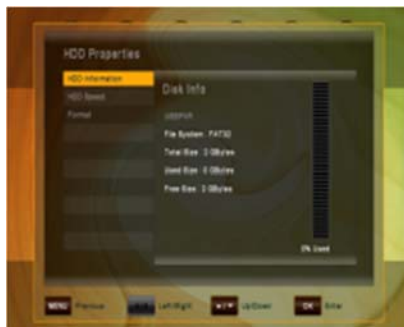 HDD Properties
HDD Information
HDD Speed
Format
Disk Info
USBPVR
File System: FAT32
Total Size: 3 GBytes
Used Size: 0 GBytes
Free Size: 3 GBytes
0% Used
MENU Previous Left/Right ▲/▼ Up/Down OK Enter